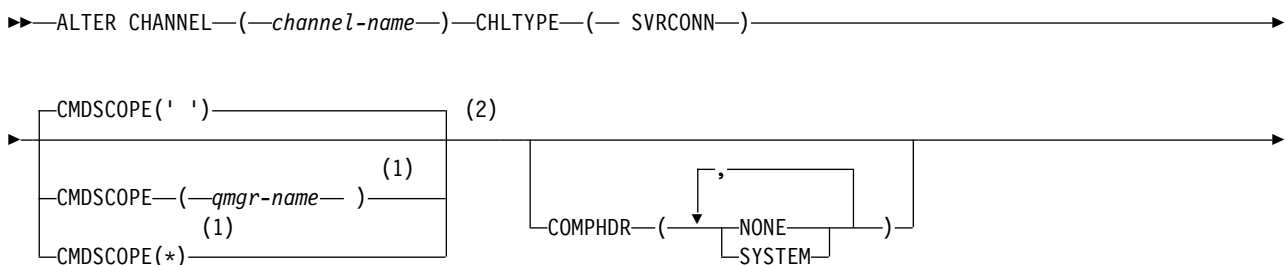 ALTER CHANNEL ( channel-name ) CHLTYPE ( SVRCONN )
CMDSCOPE(' ') (2)
CMDSCOPE ( qmgr-name ) (1)
CMDSCOPE(*) (1)
COMPHDR ( , NONE )
SYSTEM